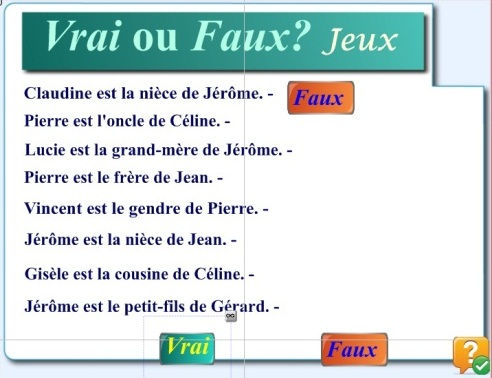 Vrai ou Faux? Jeux
Claudine est la nièce de Jérôme. - Faux
Pierre est l'oncle de Céline. -
Lucie est la grand-mère de Jérôme. -
Pierre est le frère de Jean. -
Vincent est le gendre de Pierre. -
Jérôme est la nièce de Jean. -
Gisèle est la cousine de Céline. -
Jérôme est le petit-fils de Gérard. -
Vrai Faux ?